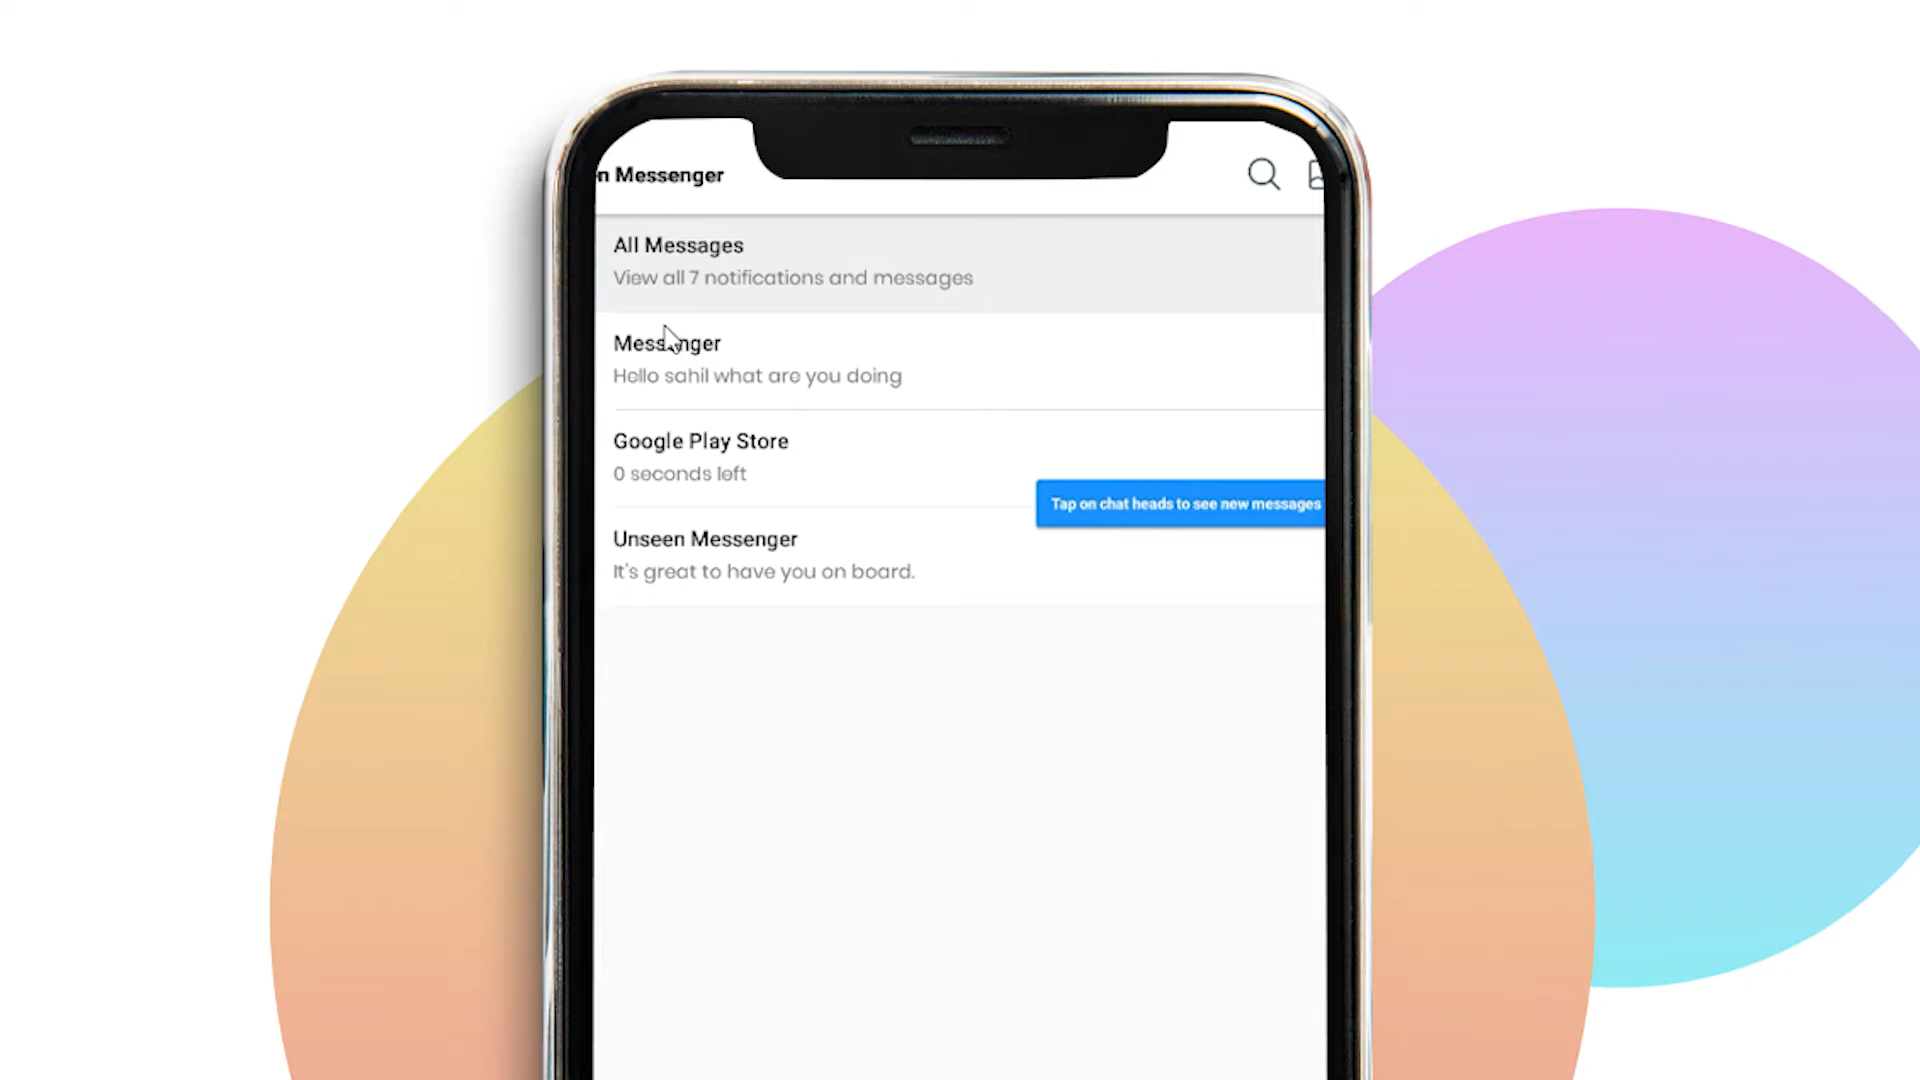 n Messenger
All Messages
View all 7 notifications and messages
Messenger
Hello sahil what are you doing
Google Play Store
0 seconds left
Tap on chat heads to see new messages
Unseen Messenger
It's great to have you on board.